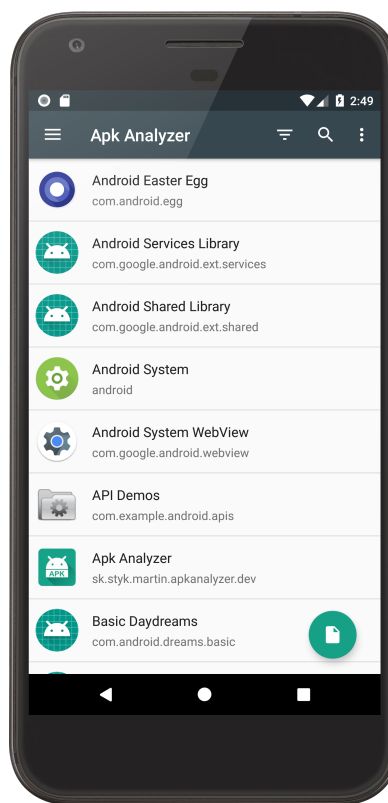 2:49
Apk Analyzer
Android Easter Egg
com.android.egg
Android Services Library
com.google.android.ext.services
Android Shared Library
com.google.android.ext.shared
Android System
android
Android System WebView
com.google.android.webview
API Demos
com.example.android.apis
Apk Analyzer
APK
sk.styk.martin.apkanalyzer.dev
Basic Daydreams
com.android.dreams.basic